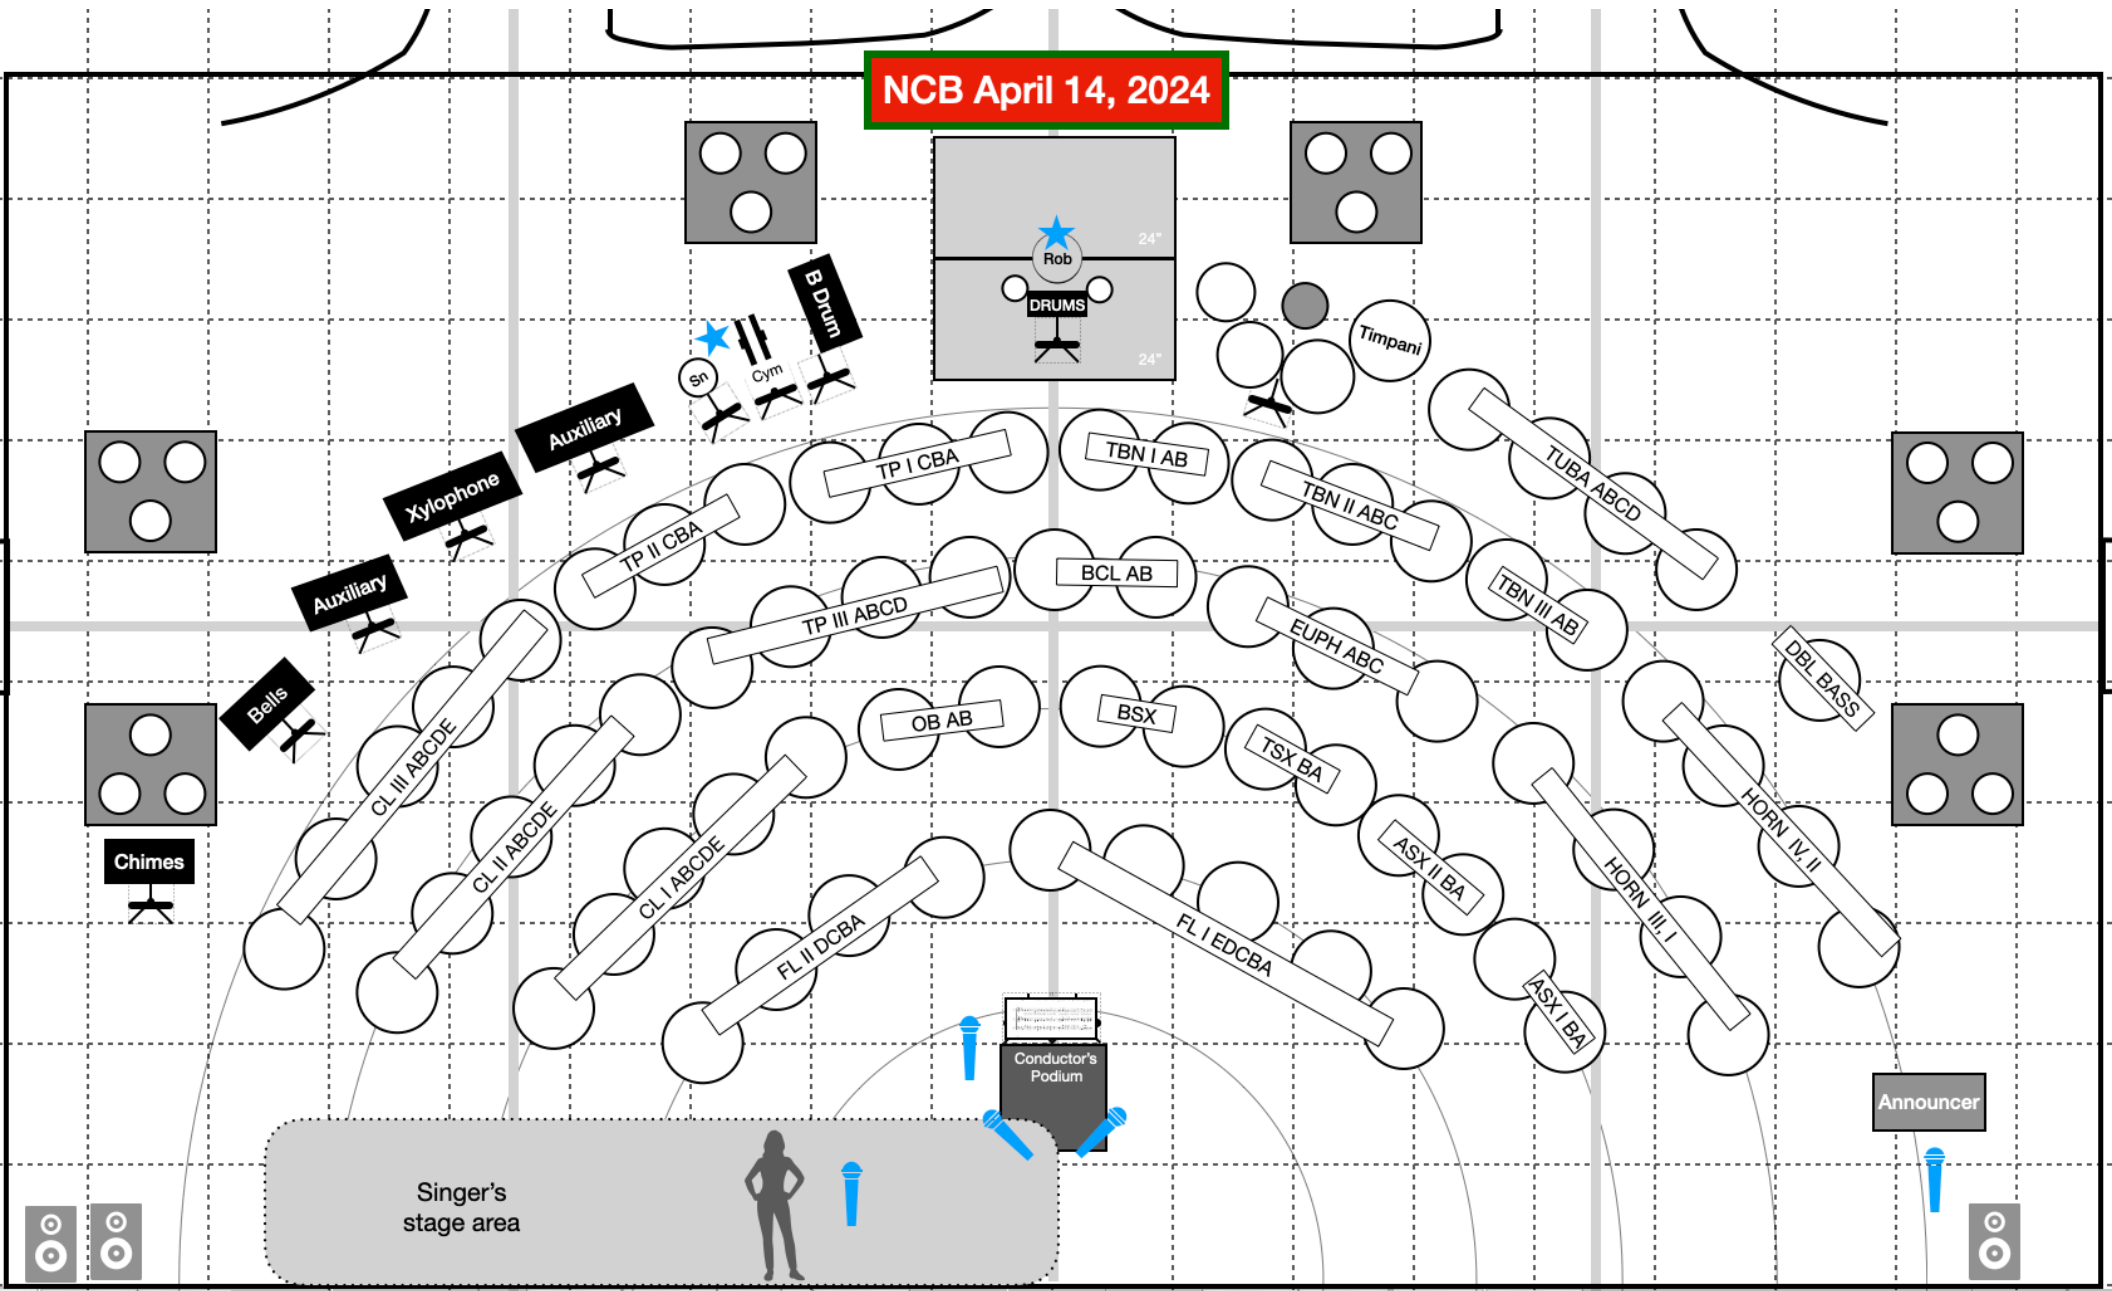 NCB April 14, 2024
24"
Rob
DRUMS
24"
B Drum
Sn
Cym
Timpani
Auxiliary
Xylophone
Auxiliary
Bells
Chimes
TP I CBA
TBN I AB
TBN II ABC
TUBA ABCD
TP II CBA
TBN III AB
TP III ABCD
BCL AB
EUPH ABC
DBL BASS
CL III ABCDE
CL II ABCDE
CL I ABCDE
OB AB
BSX
TSX BA
ASX II BA
ASX I BA
HORN III, I
HORN IV, II
FL II DCBA
FL I EDCBA
Conductor's
Podium
Announcer
Singer's
stage area